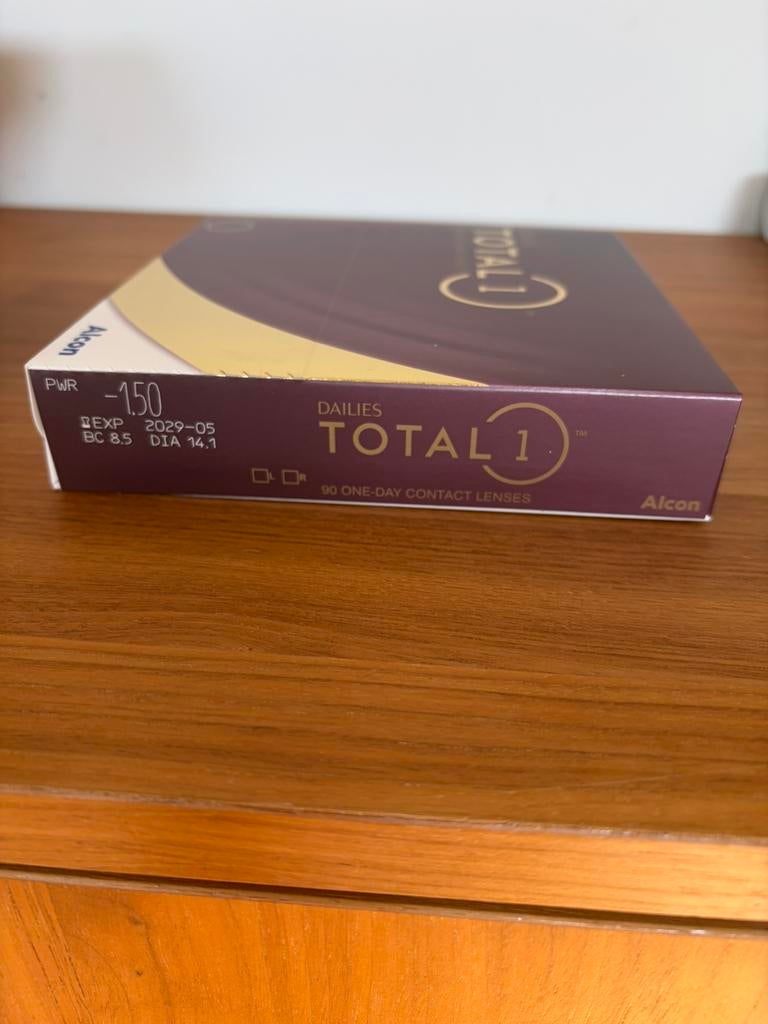 TOTAL 1
Alcon
PWR -1.50
EXP 2029-05
BC 8.5 DIA 14.1
DAILIES
TOTAL 1™
L R
90 ONE-DAY CONTACT LENSES
Alcon